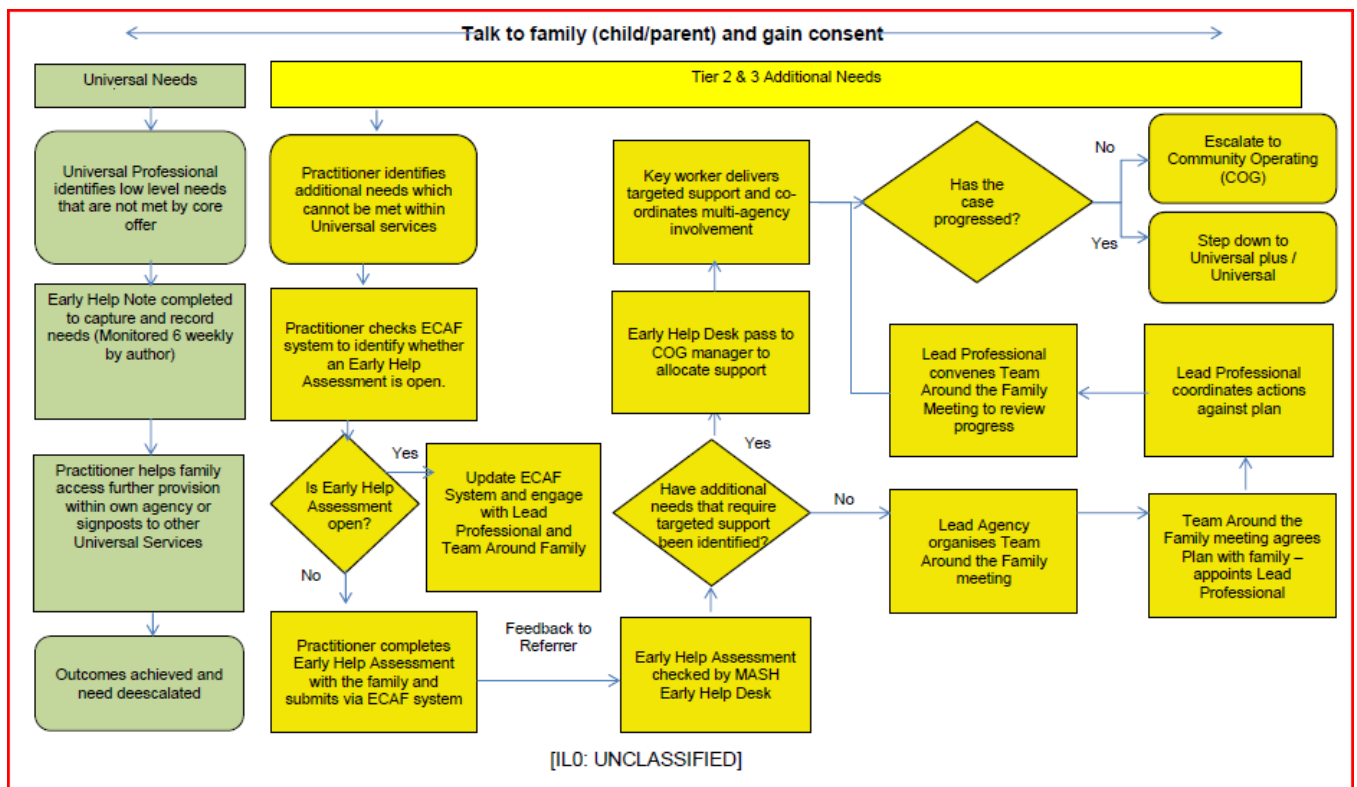 Talk to family (child/parent) and gain consent
Universal Needs
Tier 2 & 3 Additional Needs
Universal Professional
identifies low level needs
that are not met by core
offer
Early Help Note completed
to capture and record
needs (Monitored 6 weekly
by author)
Practitioner helps family
access further provision
within own agency or
signposts to other
Universal Services
Outcomes achieved and
need deescalated
Practitioner identifies
additional needs which
cannot be met within
Universal services
Practitioner checks ECAF
system to identify whether
an Early Help
Assessment is open.
Is Early Help
Assessment
open?
Yes
Update ECAF
System and engage
with Lead
Professional and
Team Around Family
No
Practitioner completes
Early Help Assessment
with the family and
submits via ECAF system
Feedback to
Referrer
Early Help Assessment
checked by MASH
Early Help Desk
Have additional
needs that require
targeted support
been identified?
Yes
Early Help Desk pass to
COG manager to
allocate support
Key worker delivers
targeted support and co-
ordinates multi-agency
involvement
No
Lead Agency
organises Team
Around the Family
meeting
Team Around the
Family meeting agrees
Plan with family –
appoints Lead
Professional
Lead Professional
coordinates actions
against plan
Lead Professional
convenes Team
Around the Family
Meeting to review
progress
Has the
case
progressed?
No
Escalate to
Community Operating
(COG)
Yes
Step down to
Universal plus /
Universal
[IL0: UNCLASSIFIED]